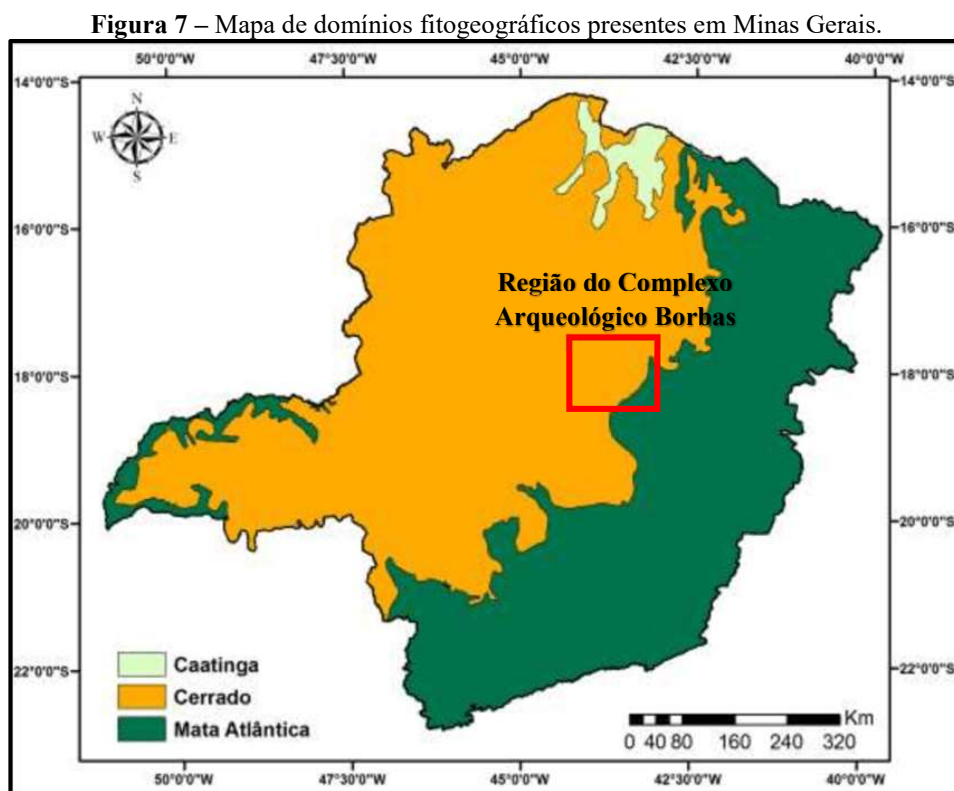 Figura 7 – Mapa de domínios fitogeográficos presentes em Minas Gerais.
50°0'0"W 47°30'0"W 45°0'0"W 42°30'0"W 40°0'0"W
14°0'0"S 14°0'0"S
N
W E
S
16°0'0"S 16°0'0"S
Região do Complexo
Arqueológico Borbas
18°0'0"S 18°0'0"S
20°0'0"S 20°0'0"S
Caatinga
22°0'0"S 22°0'0"S
Cerrado
Mata Atlântica
Km
0 40 80 160 240 320
50°0'0"W 47°30'0"W 45°0'0"W 42°30'0"W 40°0'0"W